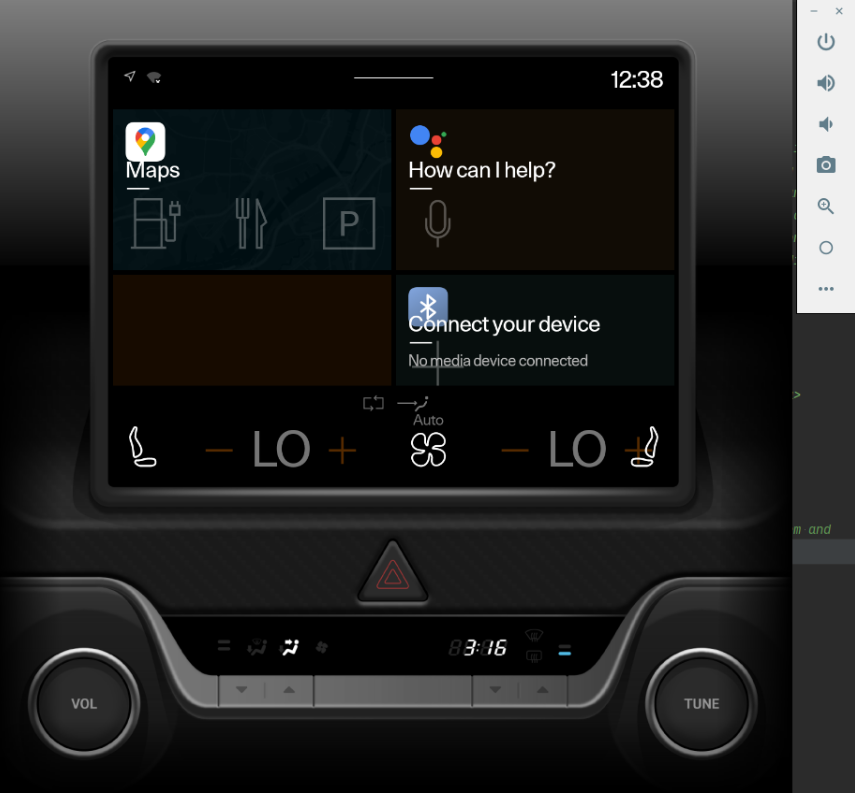 12:38
Maps
How can I help?
P
Connect your device
No media device connected
Auto
− LO +
− LO +
3:16
VOL
TUNE
>
m and